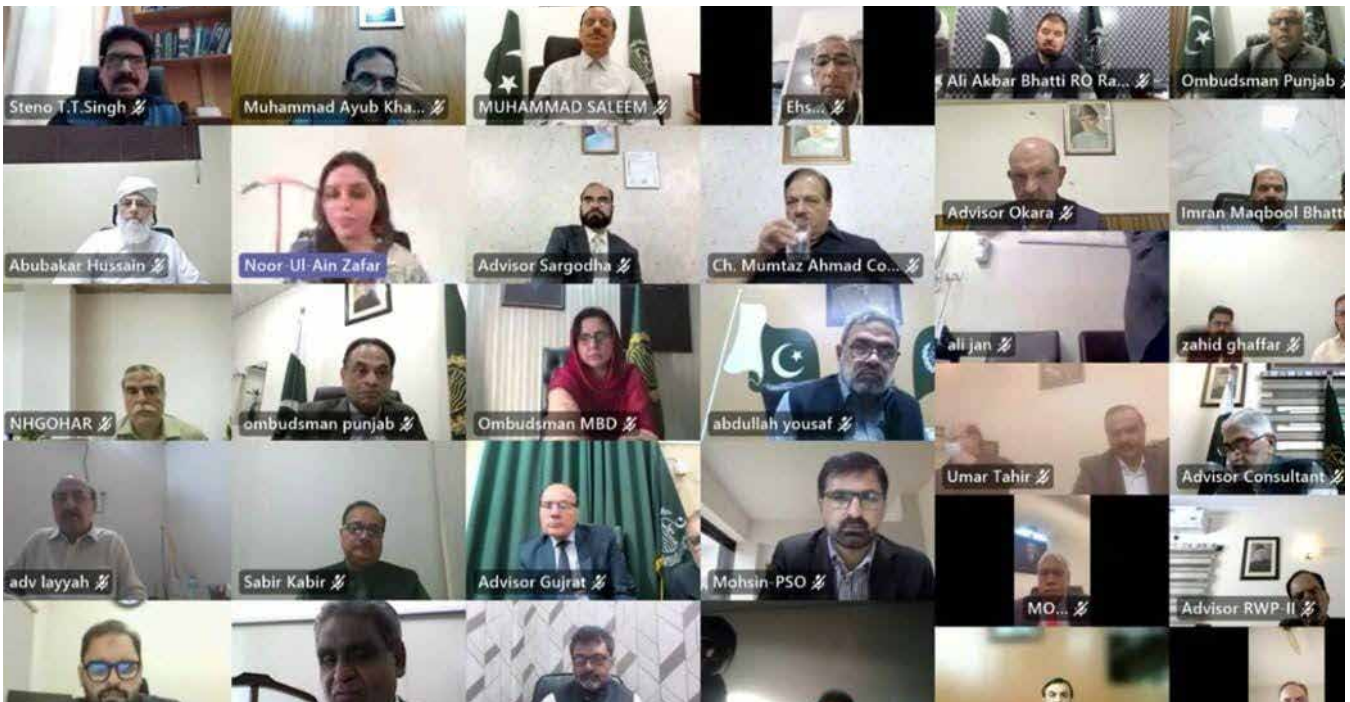 Steno T.T.Singh
Muhammad Ayub Kha...
MUHAMMAD SALEEM
Ehs...
Ali Akbar Bhatti RO Ra...
Ombudsman Punjab
Abubakar Hussain
Noor-Ul-Ain Zafar
Advisor Sargodha
Ch. Mumtaz Ahmad Co...
Advisor Okara
Imran Maqbool Bhatti
ali jan
zahid ghaffar
NHGOHAR
ombudsman punjab
Ombudsman MBD
abdullah yousaf
Umar Tahir
Advisor Consultant
adv layyah
Sabir Kabir
Advisor Gujrat
Mohsin-PSO
MO...
Advisor RWP-II